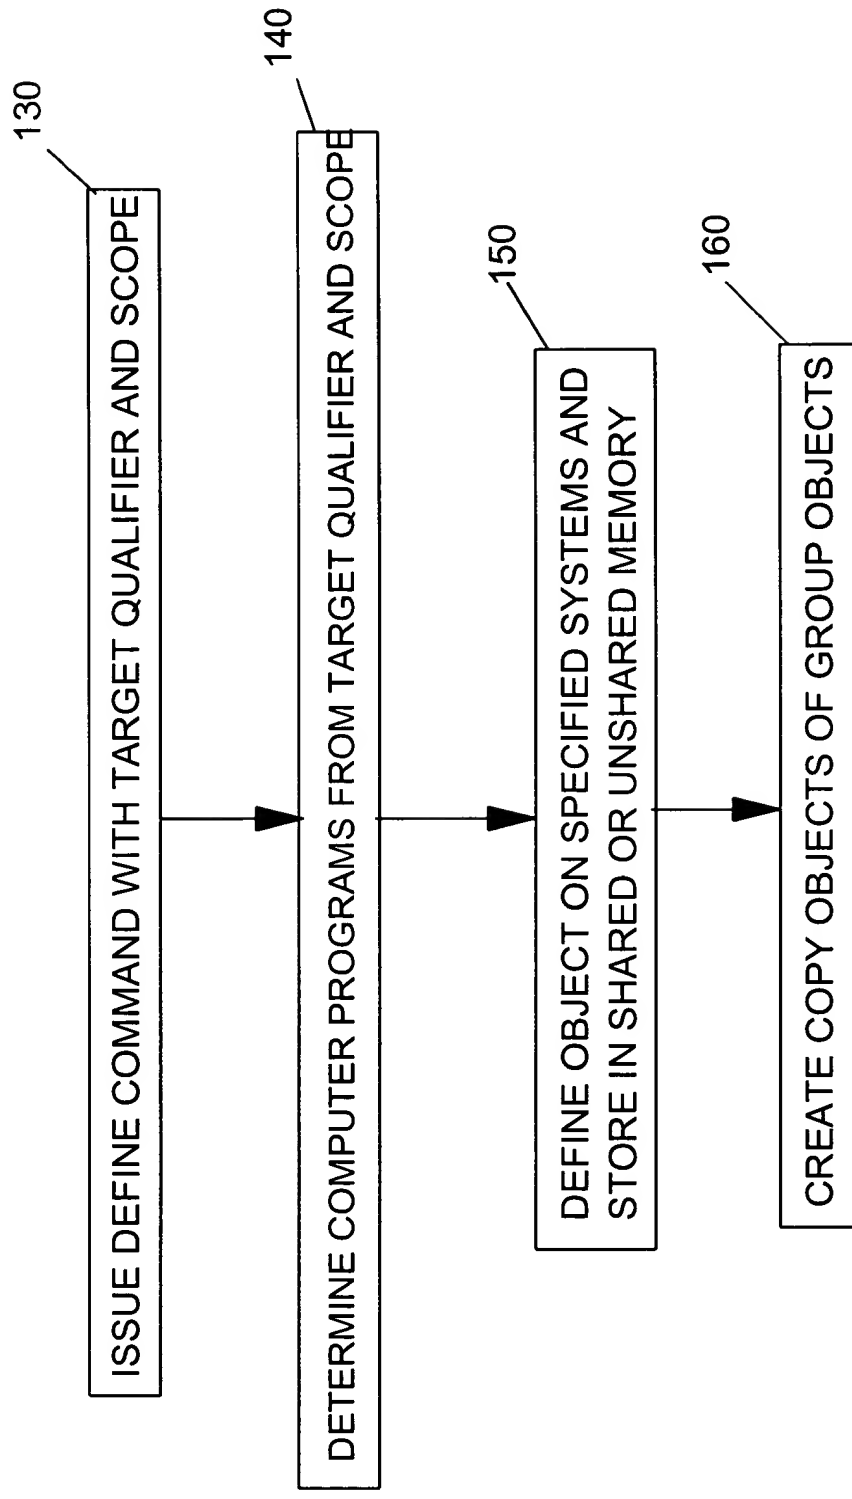 130
ISSUE DEFINE COMMAND WITH TARGET QUALIFIER AND SCOPE
140
DETERMINE COMPUTER PROGRAMS FROM TARGET QUALIFIER AND SCOPE
150
DEFINE OBJECT ON SPECIFIED SYSTEMS AND
STORE IN SHARED OR UNSHARED MEMORY
160
CREATE COPY OBJECTS OF GROUP OBJECTS